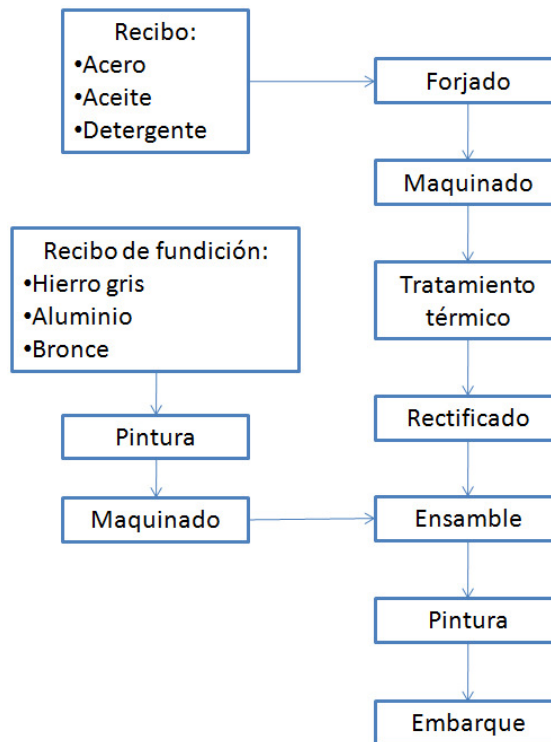 Recibo:
•Acero
•Aceite
•Detergente
Forjado
Maquinado
Tratamiento
térmico
Rectificado
Recibo de fundición:
•Hierro gris
•Aluminio
•Bronce
Pintura
Maquinado
Ensamble
Pintura
Embarque